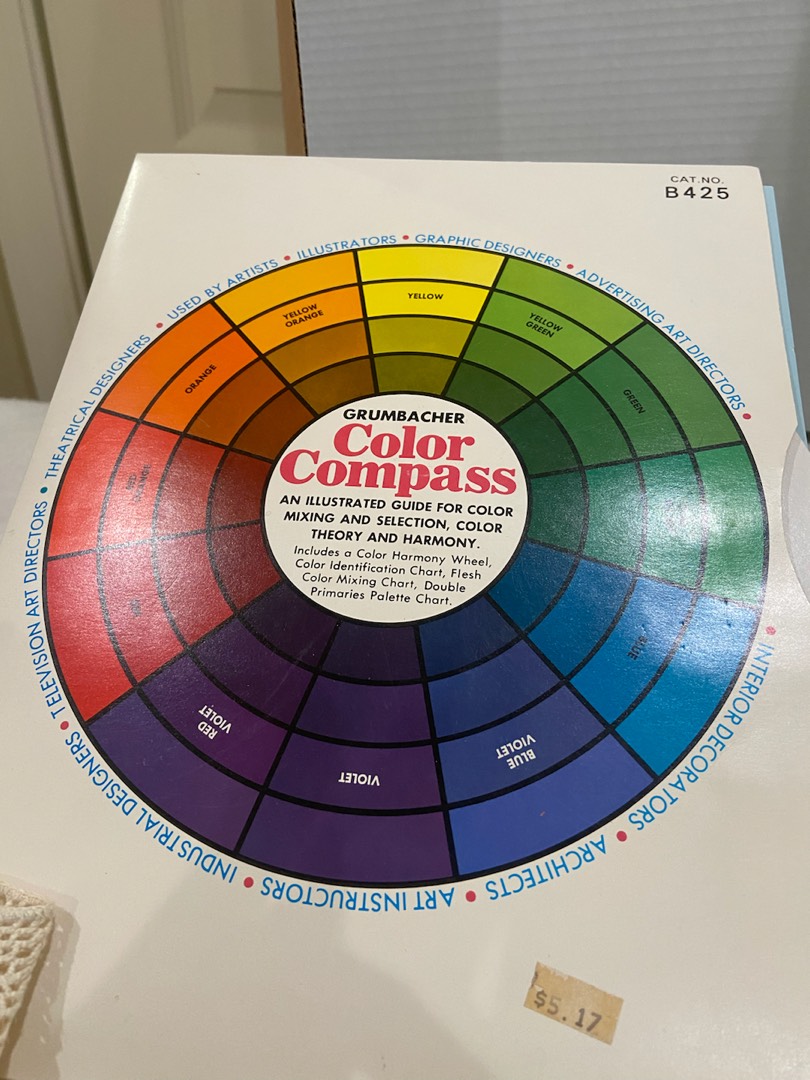 CAT.NO.
B425
USED BY ARTISTS • ILLUSTRATORS • GRAPHIC DESIGNERS • ADVERTISING ART DIRECTORS • INTERIOR DECORATORS • ARCHITECTS • ART INSTRUCTORS • INDUSTRIAL DESIGNERS • TELEVISION ART DIRECTORS • THEATRICAL DESIGNERS •
YELLOW
YELLOW
GREEN
GREEN
BLUE
BLUE
VIOLET
VIOLET
RED
VIOLET
RED
ORANGE
ORANGE
YELLOW
ORANGE
GRUMBACHER
Color
Compass
AN ILLUSTRATED GUIDE FOR COLOR
MIXING AND SELECTION, COLOR
THEORY AND HARMONY.
Includes a Color Harmony Wheel,
Color Identification Chart, Flesh
Color Mixing Chart, Double
Primaries Palette Chart.
$5.17